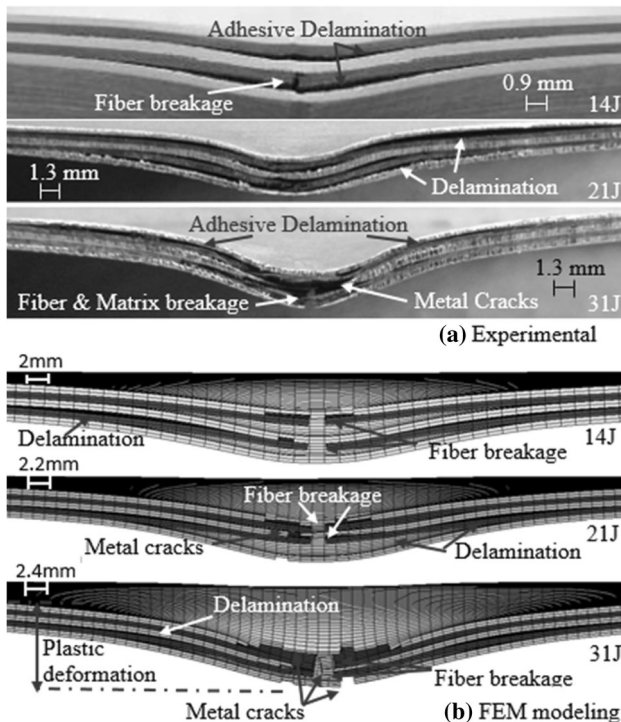 Adhesive Delamination
Fiber breakage
0.9 mm
14J
1.3 mm
Delamination
21J
Adhesive Delamination
1.3 mm
Fiber & Matrix breakage
Metal Cracks
31J
(a) Experimental
2mm
Delamination
Fiber breakage
14J
2.2mm
Fiber breakage
Metal cracks
Delamination
21J
2.4mm
Delamination
Plastic
deformation
Fiber breakage
31J
Metal cracks
(b) FEM modeling